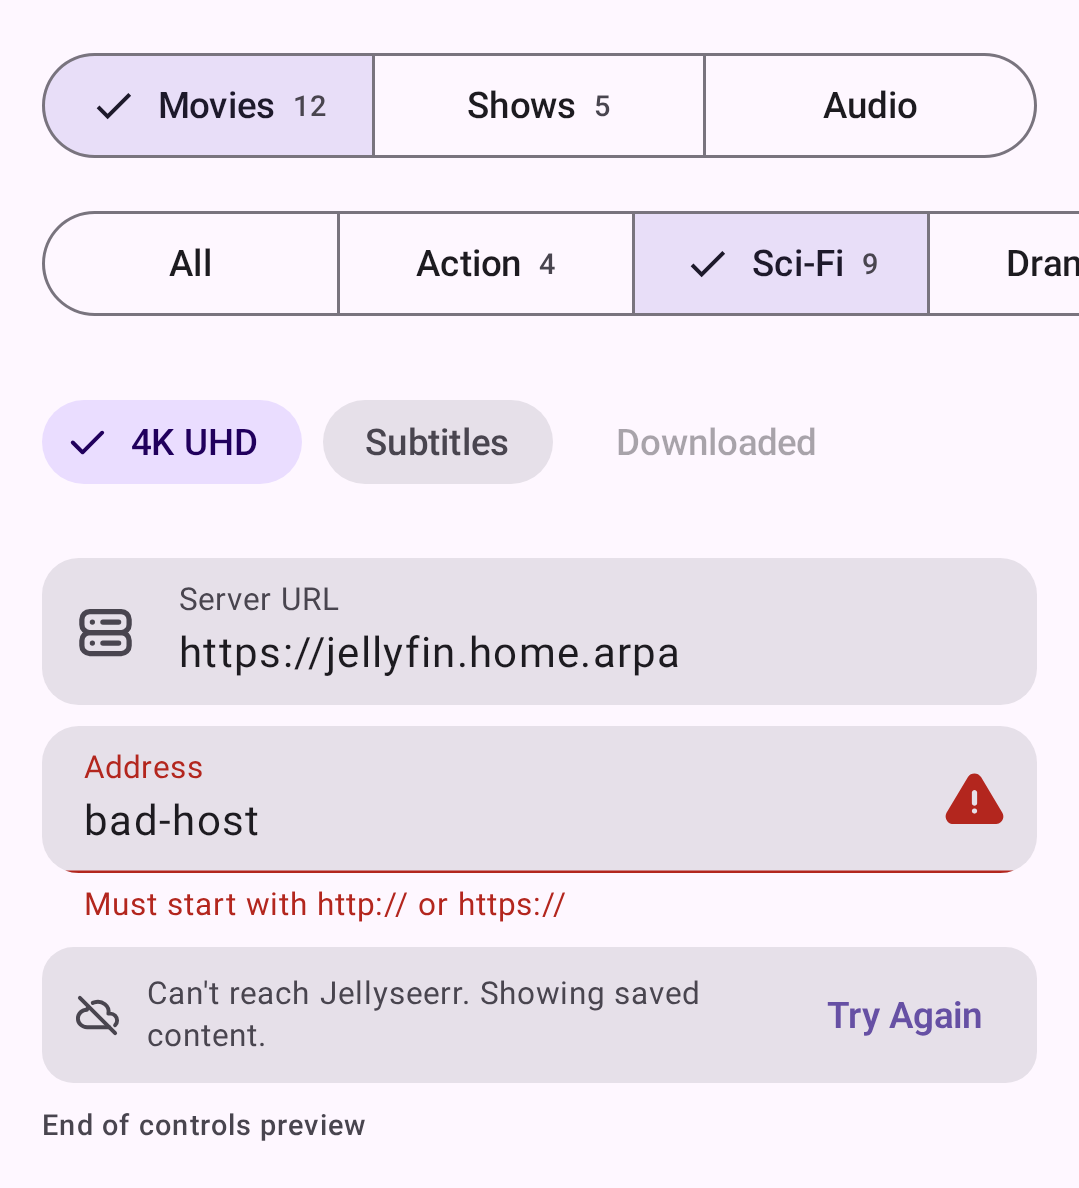 Movies 12 Shows 5 Audio
All Action 4 Sci-Fi 9 Dram
4K UHD Subtitles Downloaded
Server URL
https://jellyfin.home.arpa
Address
bad-host
Must start with http:// or https://
Can't reach Jellyseerr. Showing saved
content.
Try Again
End of controls preview